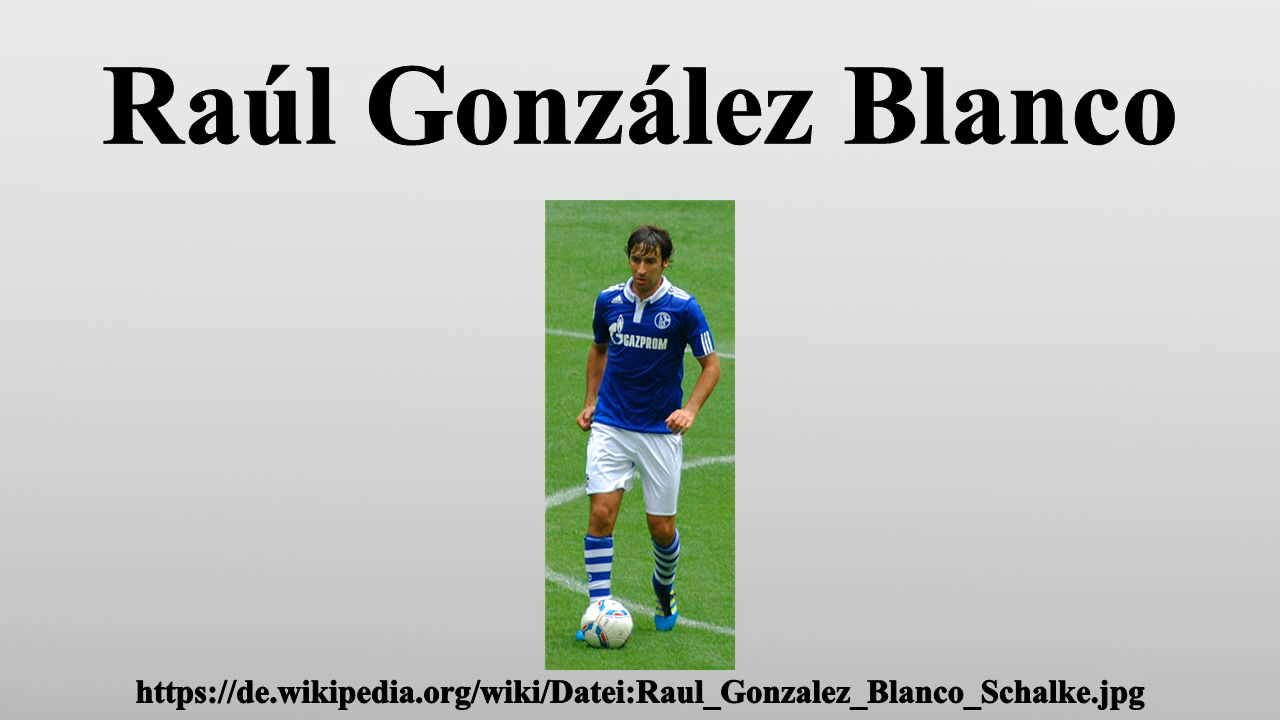 Raúl González Blanco
GAZPROM
https://de.wikipedia.org/wiki/Datei:Raul_Gonzalez_Blanco_Schalke.jpg